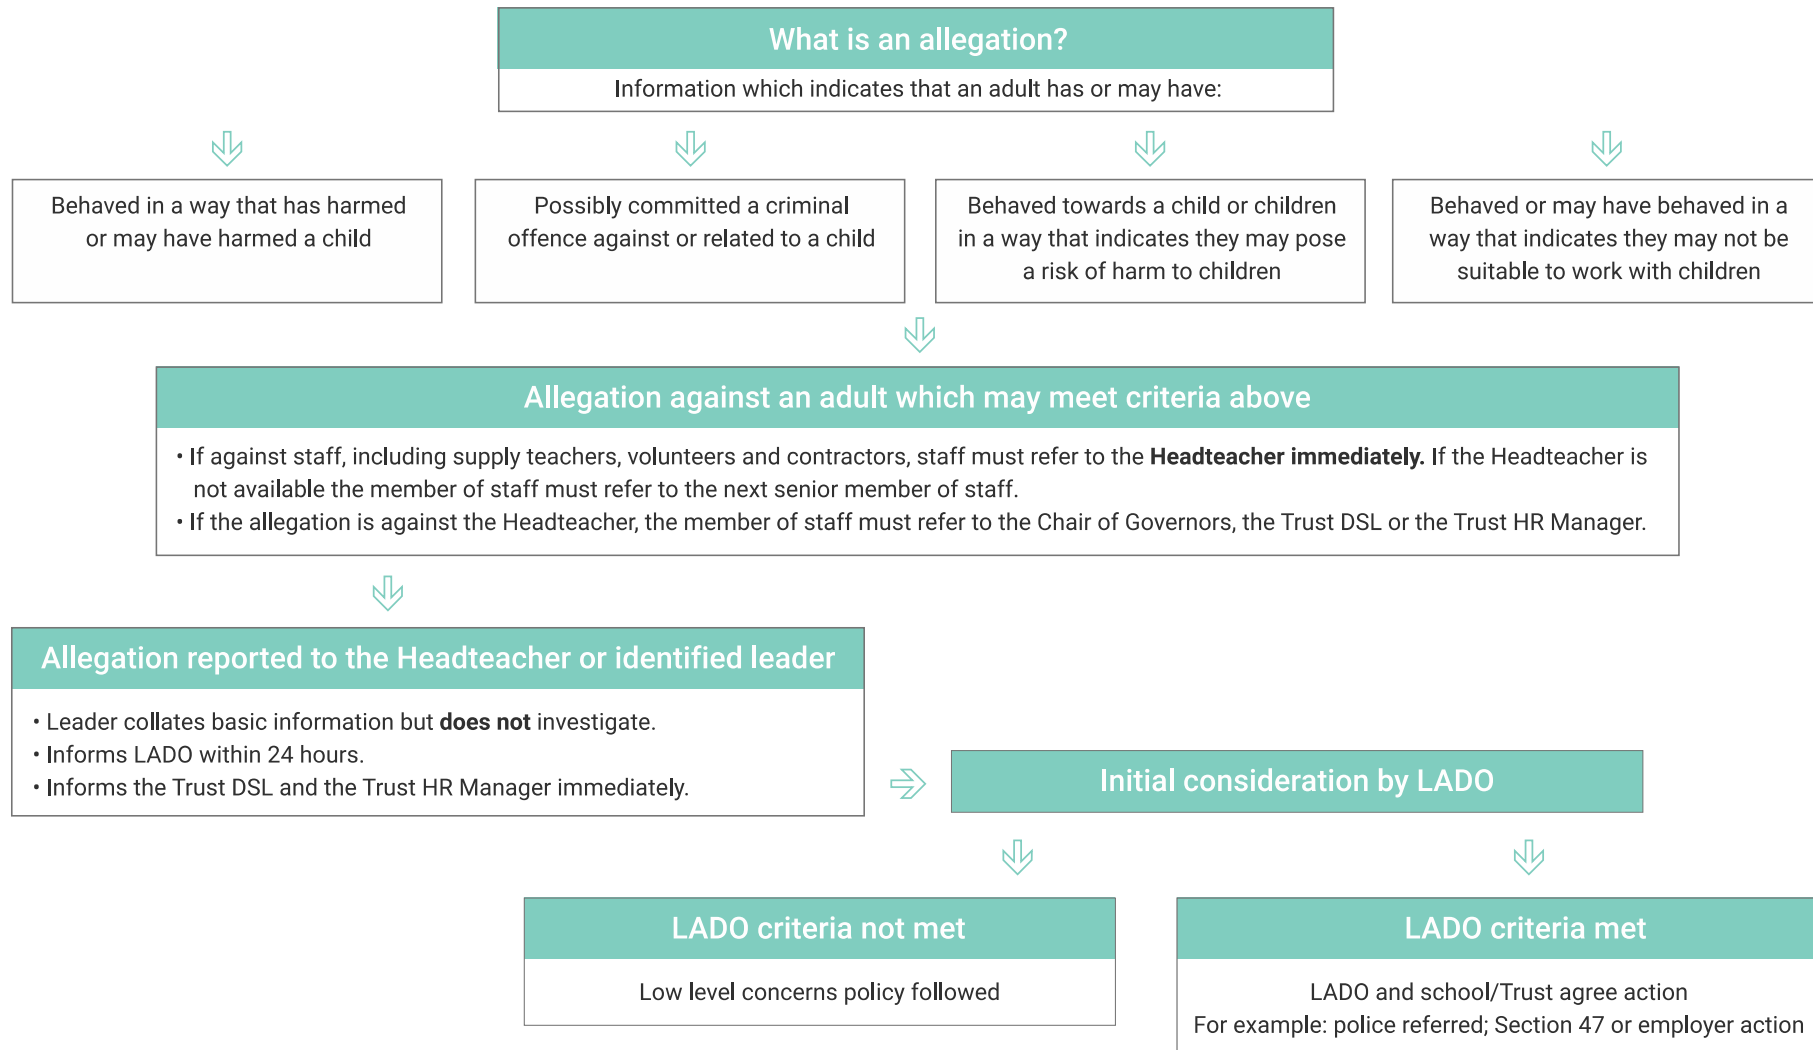 What is an allegation?
Information which indicates that an adult has or may have:
Behaved in a way that has harmed
or may have harmed a child
Possibly committed a criminal
offence against or related to a child
Behaved towards a child or children
in a way that indicates they may pose
a risk of harm to children
Behaved or may have behaved in a
way that indicates they may not be
suitable to work with children
Allegation against an adult which may meet criteria above
• If against staff, including supply teachers, volunteers and contractors, staff must refer to the Headteacher immediately. If the Headteacher is
not available the member of staff must refer to the next senior member of staff.
• If the allegation is against the Headteacher, the member of staff must refer to the Chair of Governors, the Trust DSL or the Trust HR Manager.
Allegation reported to the Headteacher or identified leader
• Leader collates basic information but does not investigate.
• Informs LADO within 24 hours.
• Informs the Trust DSL and the Trust HR Manager immediately.
Initial consideration by LADO
LADO criteria not met
Low level concerns policy followed
LADO criteria met
LADO and school/Trust agree action
For example: police referred; Section 47 or employer action